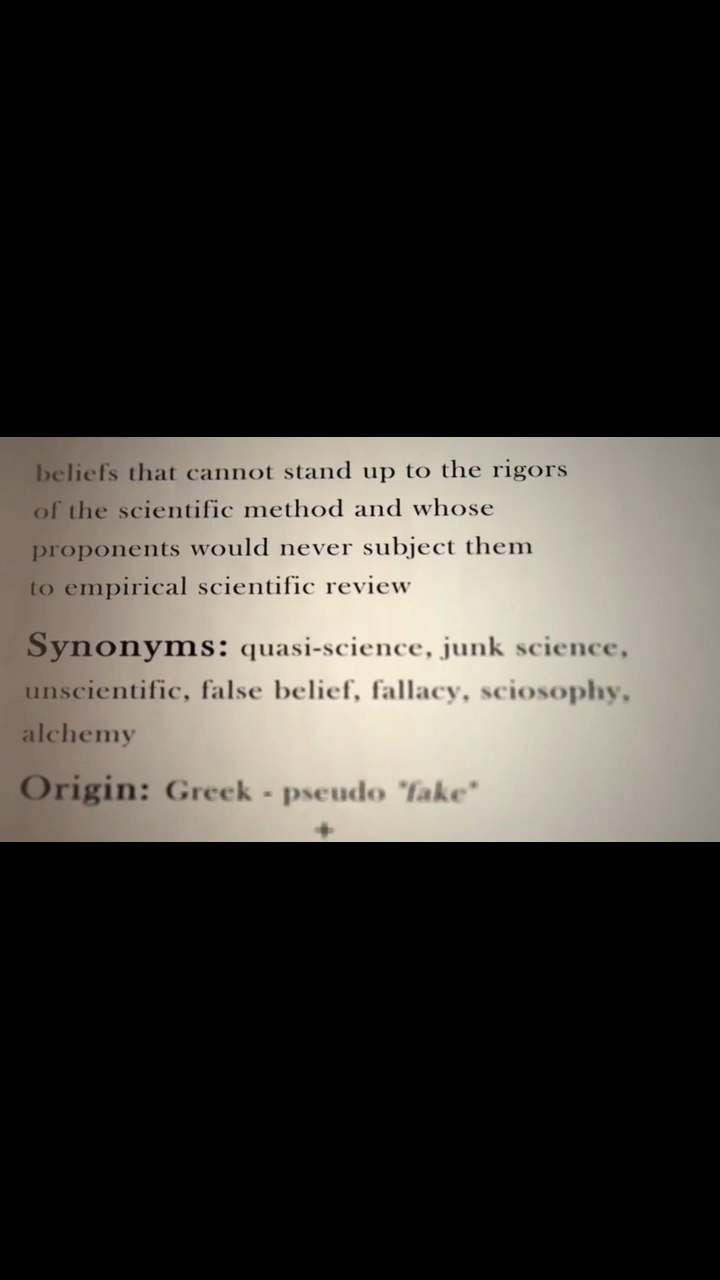 beliefs that cannot stand up to the rigors
of the scientific method and whose
proponents would never subject them
to empirical scientific review
Synonyms: quasi-science, junk science,
unscientific, false belief, fallacy, sciosophy,
alchemy
Origin: Greek - pseudo "fake"
+